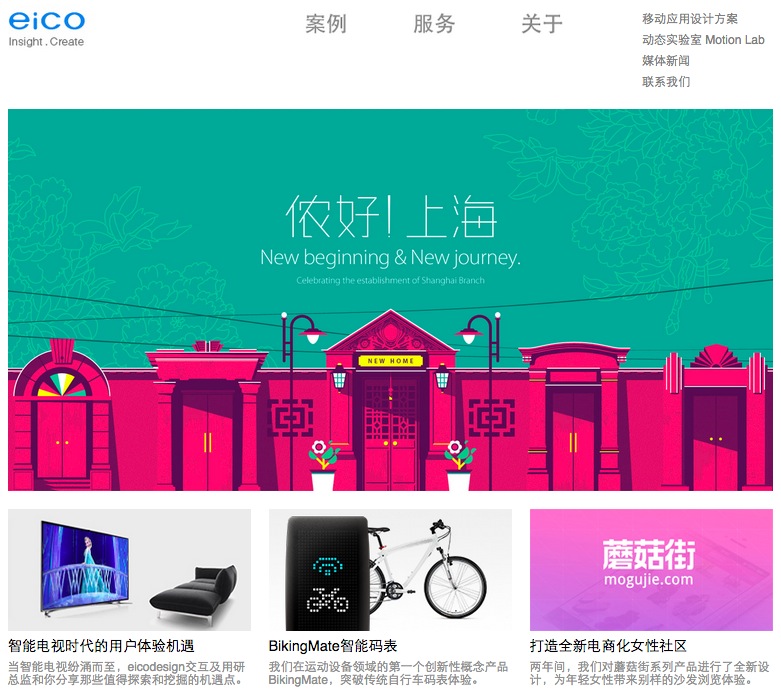 eico
Insight . Create
案例
服务
关于
移动应用设计方案
动态实验室 Motion Lab
媒体新闻
联系我们
侬好! 上海
New beginning & New journey.
Celebrating the establishment of Shanghai Branch
NEW HOME
蘑菇街
mogujie.com
智能电视时代的用户体验机遇
当智能电视纷涌而至，eicodesign交互及用研
总监和你分享那些值得探索和挖掘的机遇点。
BikingMate智能码表
我们在运动设备领域的第一个创新性概念产品
BikingMate，突破传统自行车码表体验。
打造全新电商化女性社区
两年间，我们对蘑菇街系列产品进行了全新设
计，为年轻女性带来别样的沙发浏览体验。